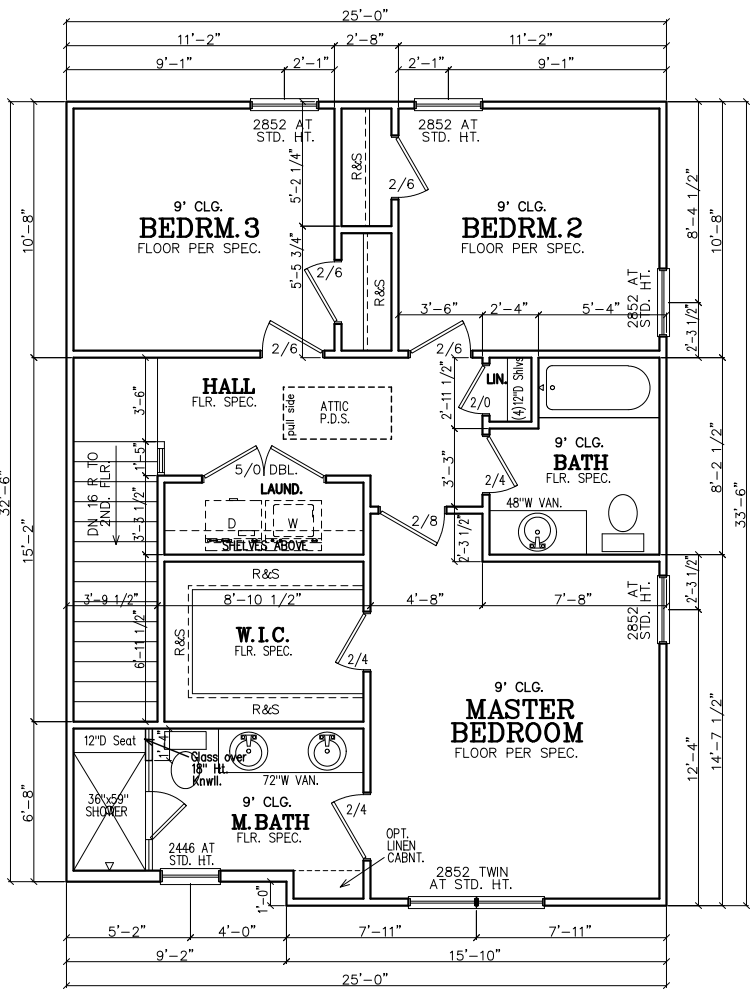 25'-0"
11'-2" 2'-8" 11'-2"
9'-1" 2'-1" 2'-1" 9'-1"
2852 AT
STD. HT.
2852 AT
STD. HT.
R&S
2/6
5'-2 1/4"
10'-8"
9' CLG.
BEDRM.3
FLOOR PER SPEC.
9' CLG.
BEDRM.2
FLOOR PER SPEC.
8'-4 1/2"
10'-8"
5'-5 3/4"
2/6
R&S
2852 AT
STD. HT.
3'-6" 2'-4" 5'-4"
2'-3 1/2"
2/6
2/6
HALL
FLR. SPEC.
3'-6"
pull side
ATTIC
P.D.S.
2'-11 1/2"
LIN.
2/0
(4)12"D Shlvs
1'-5"
5/0 DBL.
LAUND.
3'-3"
2/4
9' CLG.
BATH
FLR. SPEC.
8'-2 1/2"
32'-6"
33'-6"
DN 16 R TO
2ND. FLR.
15'-2"
3'-3 1/2"
D W
SHELVES ABOVE
2/8
48"W VAN.
2'-3 1/2"
R&S
3'-9 1/2" 8'-10 1/2" 4'-8" 7'-8"
2852 AT
STD. HT.
2'-3 1/2"
6'-11 1/2"
R&S
W.I.C.
FLR. SPEC.
2/4
R&S
9' CLG.
MASTER
BEDROOM
FLOOR PER SPEC.
12'-4"
14'-7 1/2"
12"D Seat
1'-4"
Glass over
18" Ht.
Knwll.
72"W VAN.
36"x59"
SHOWER
6'-8"
9' CLG.
M.BATH
FLR. SPEC.
2/4
2446 AT
STD. HT.
OPT.
LINEN
CABNT.
2852 TWIN
AT STD. HT.
1'-0"
5'-2" 4'-0" 7'-11" 7'-11"
9'-2" 15'-10"
25'-0"